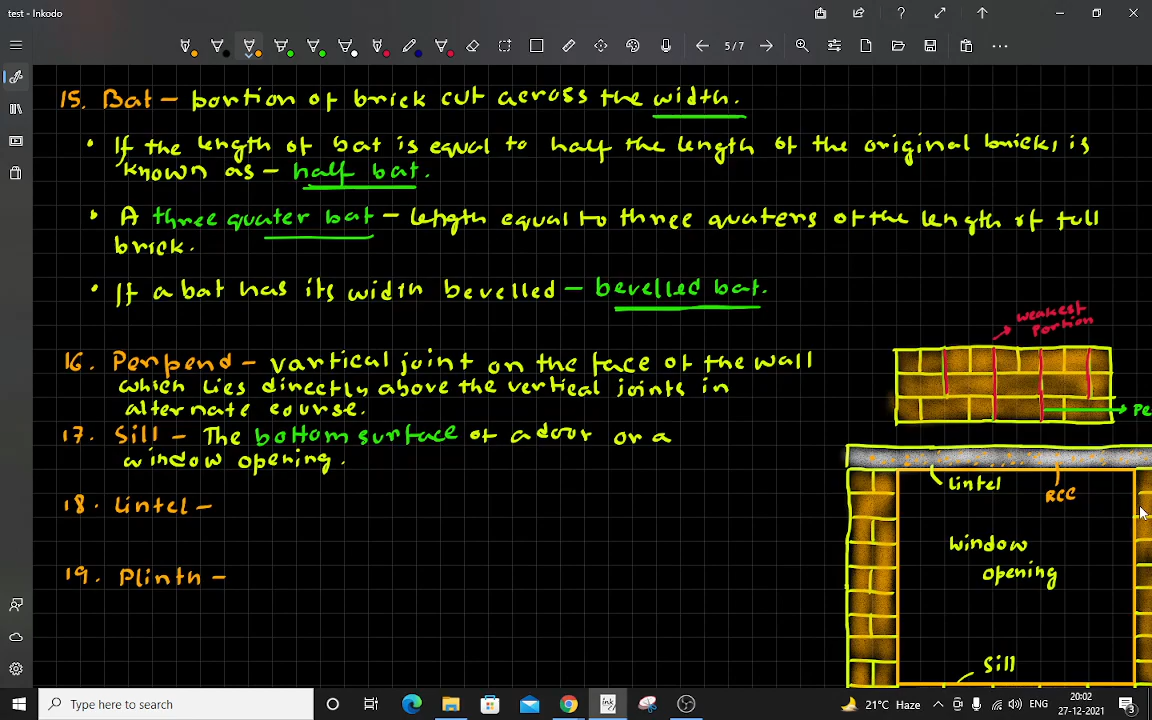 test - Inkodo
5/7
15. Bat - portion of brick cut across the width.
• If the length of bat is equal to half the length of the original bricks, is
known as - half bat.
• A three quater bat - length equal to three quaters of the length of full
brick.
• If a bat has its width bevelled - bevelled bat.
weakest
portion
16. Perpend - vartical joint on the face of the wall
which lies directly above the vertical joints in
alternate course.
Pe
17. Sill - The bottom surface of a door or a
window opening.
Lintel
RCC
18. Lintel -
window
opening
19. Plinth -
Sill
Type here to search
21°C Haze
ENG
20:02
27-12-2021
3